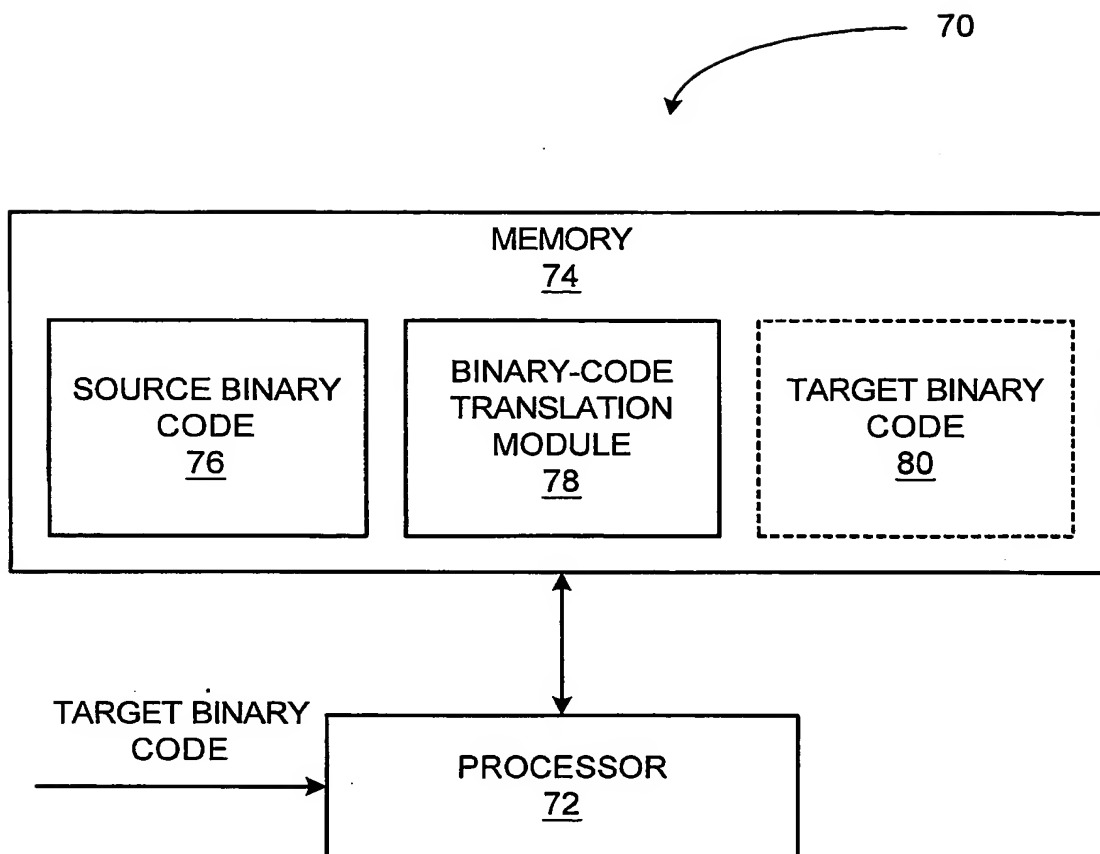 70
MEMORY
74
SOURCE BINARY
CODE
76
BINARY-CODE
TRANSLATION
MODULE
78
TARGET BINARY
CODE
80
TARGET BINARY
CODE
PROCESSOR
72